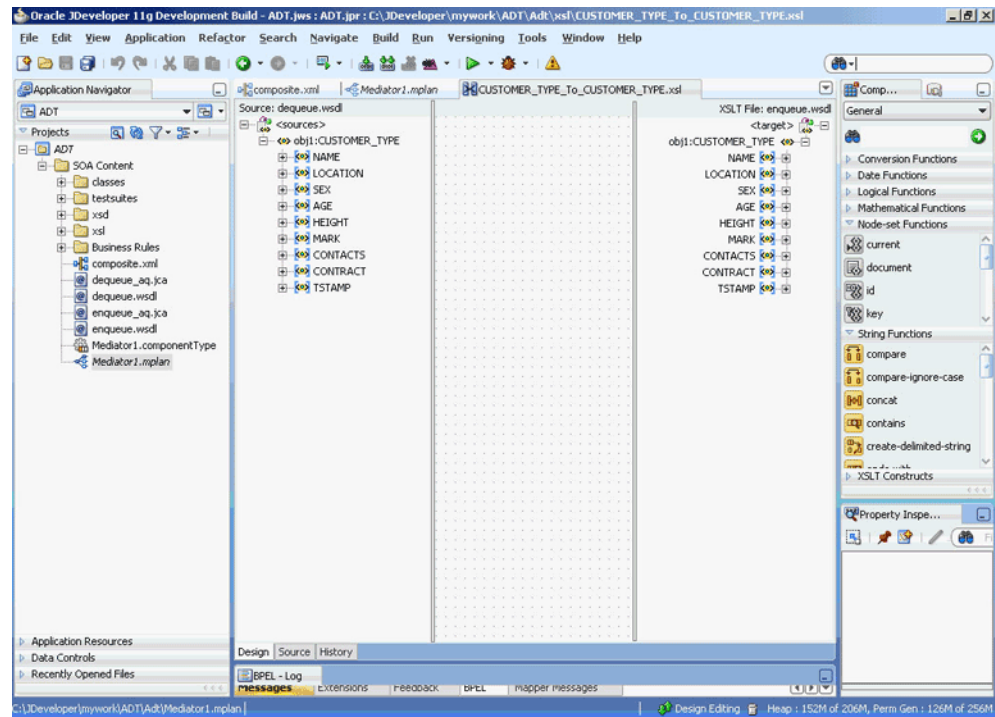 Oracle JDeveloper 11g Development Build - ADT.jws : ADT.jpr : C:\JDeveloper\mywork\ADT\Adt\xsl\CUSTOMER_TYPE_To_CUSTOMER_TYPE.xsl
File Edit View Application Refactor Search Navigate Build Run Versioning Tools Window Help
Application Navigator
ADT
Projects
ADT
SOA Content
classes
testsuites
xsd
xsl
Business Rules
composite.xml
dequeue_aq.jca
dequeue.wsdl
enqueue_aq.jca
enqueue.wsdl
Mediator1.componentType
Mediator1.mplan
Application Resources
Data Controls
Recently Opened Files
composite.xml
Mediator1.mplan
CUSTOMER_TYPE_To_CUSTOMER_TYPE.xsl
Source: dequeue.wsdl
<sources>
obj1:CUSTOMER_TYPE
NAME
LOCATION
SEX
AGE
HEIGHT
MARK
CONTACTS
CONTRACT
TSTAMP
XSLT File: enqueue.wsdl
<target>
obj1:CUSTOMER_TYPE
NAME
LOCATION
SEX
AGE
HEIGHT
MARK
CONTACTS
CONTRACT
TSTAMP
Design Source History
BPEL - Log
Messages Extensions Feedback BPEL Mapper Messages
Comp...
General
Conversion Functions
Date Functions
Logical Functions
Mathematical Functions
Node-set Functions
current
document
id
key
String Functions
compare
compare-ignore-case
concat
contains
create-delimited-string
XSLT Constructs
Property Inspe...
C:\JDeveloper\mywork\ADT\Adt\Mediator1.mplan
Design Editing
Heap : 152M of 206M, Perm Gen : 126M of 256M